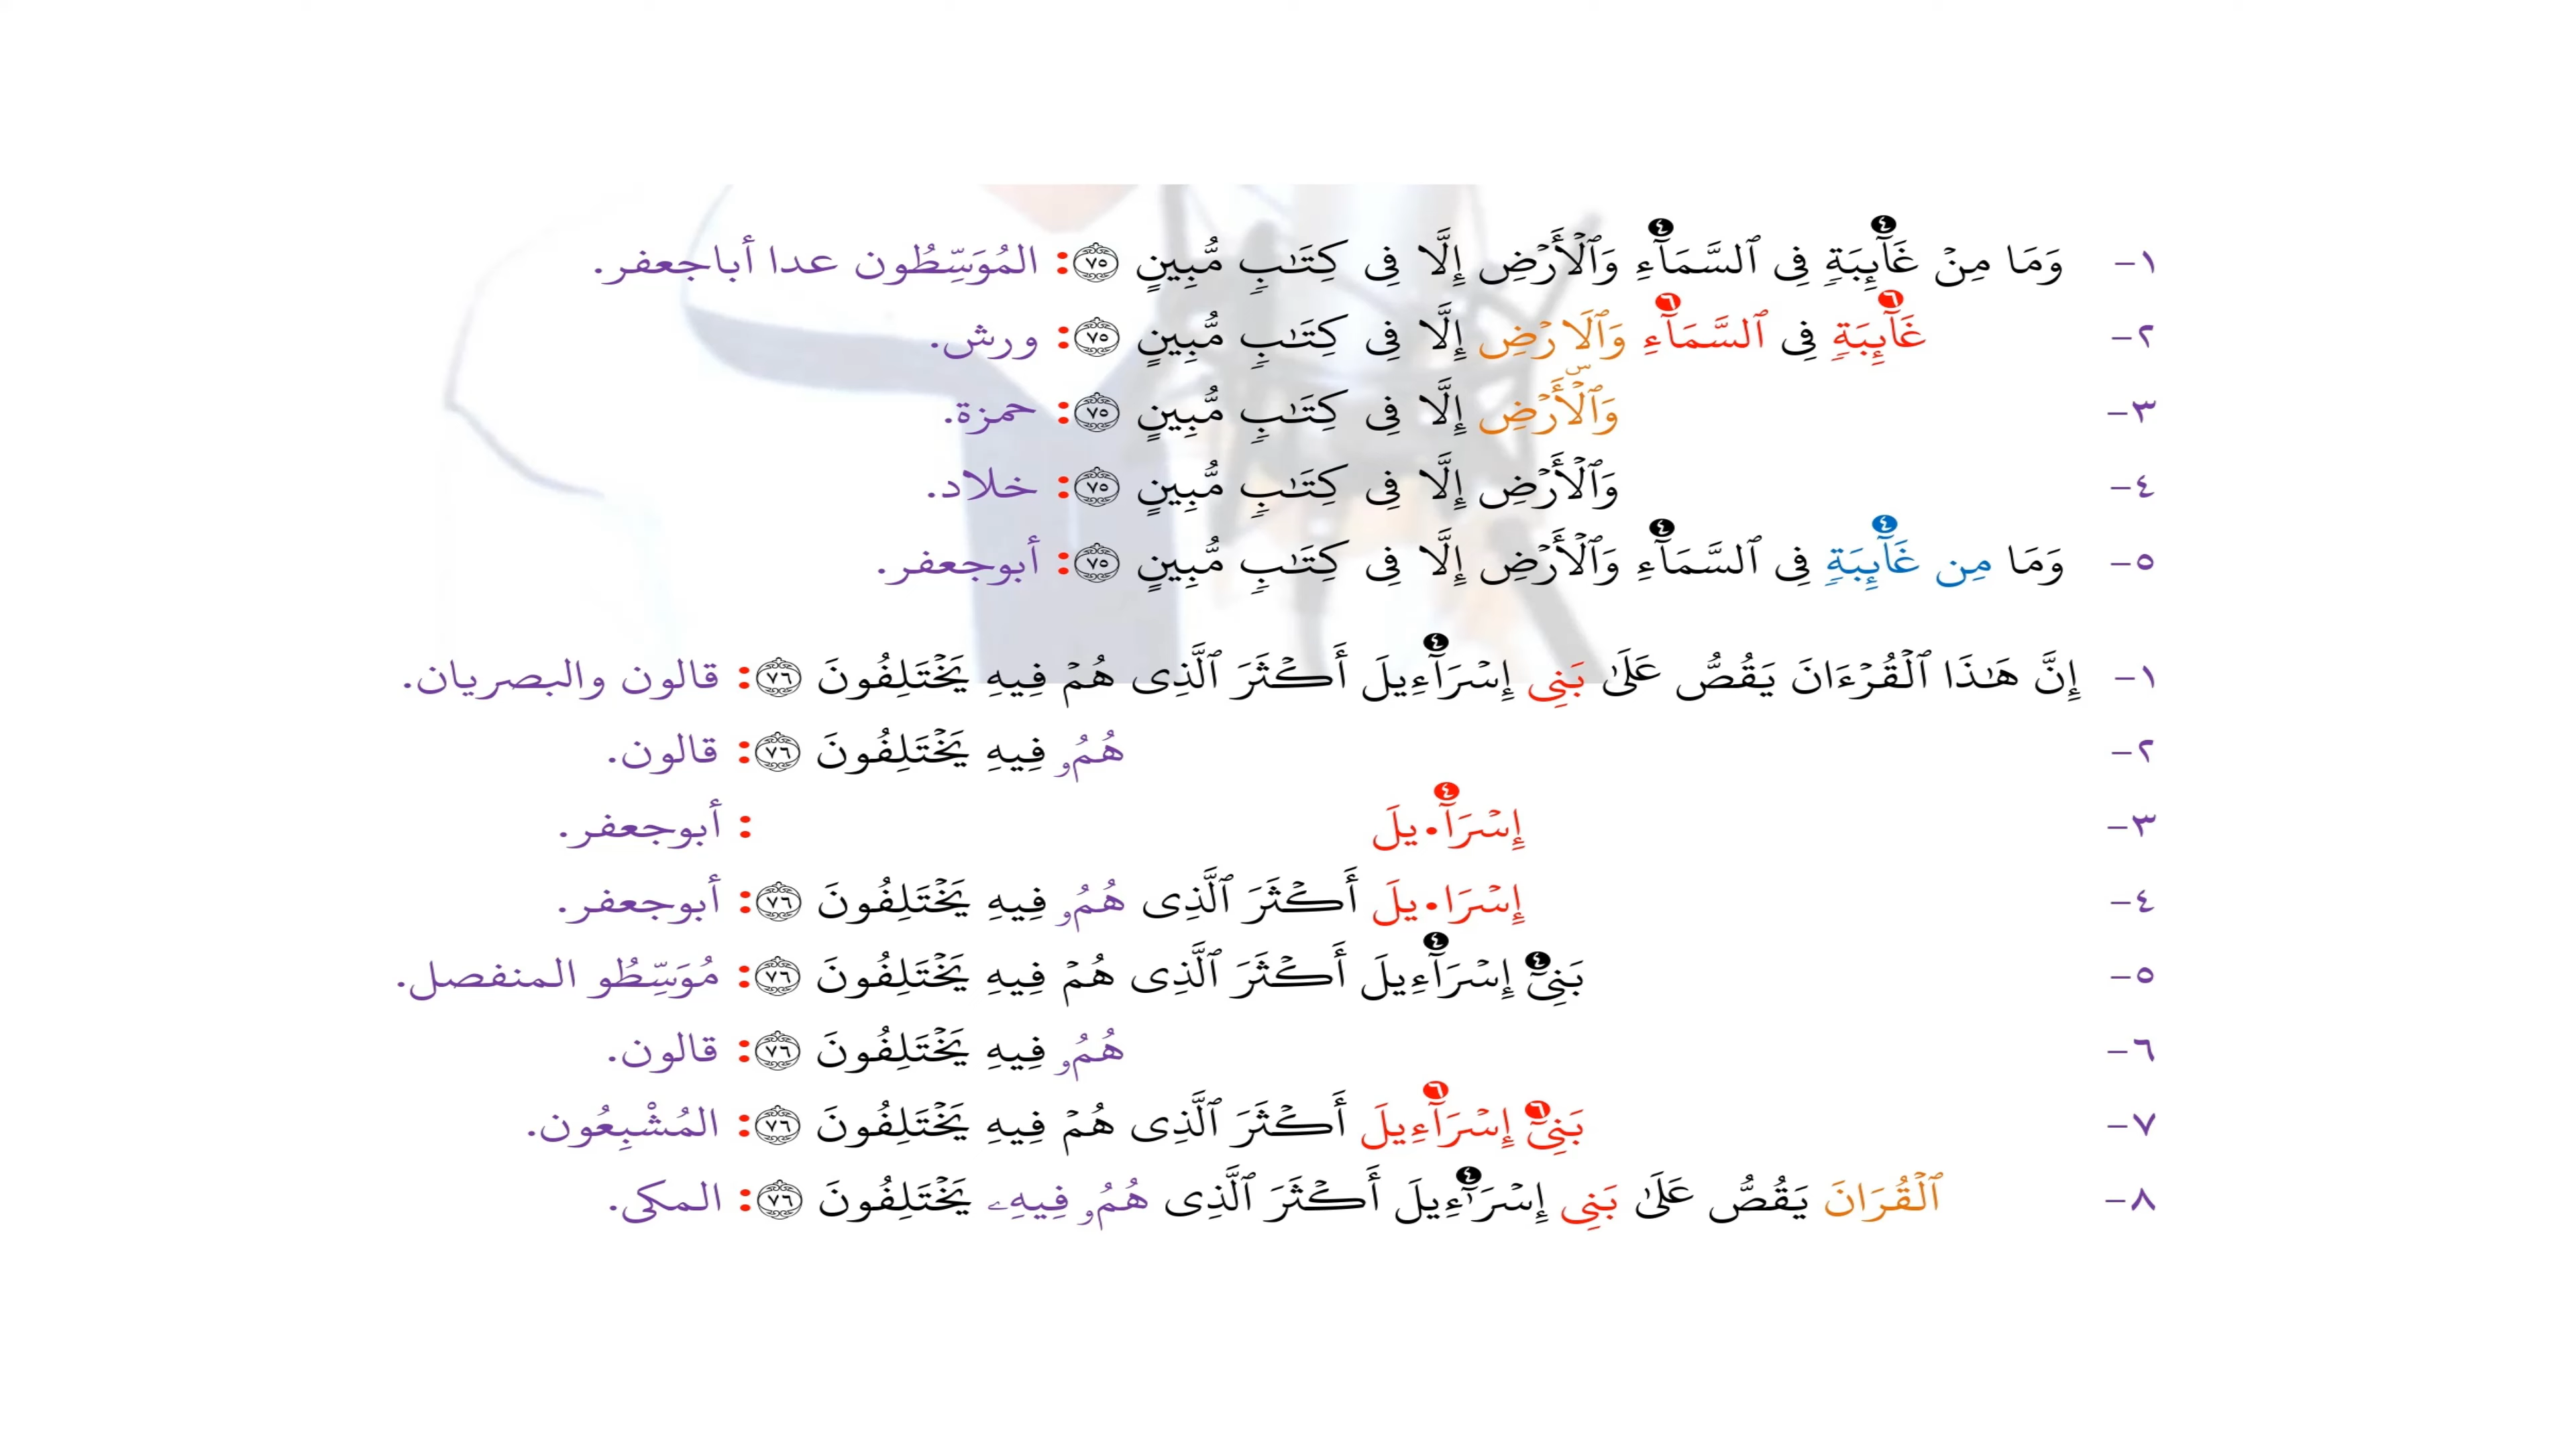 ١- وَمَا مِنۡ غَآئِبَةٖ فِى ٱلسَّمَآءِ وَٱلۡأَرۡضِ إِلَّا فِى كِتَٰبٖ مُّبِينٍ ٧٥ : المُوَسِّطُون عدا أباجعفر.
٢- غَآئِبَةٖ فِى ٱلسَّمَآءِ وَٱلَارۡضِ إِلَّا فِى كِتَٰبٖ مُّبِينٍ ٧٥ : ورش.
٣- وَٱلۡأَرۡضِ إِلَّا فِى كِتَٰبٖ مُّبِينٍ ٧٥ : حمزة.
٤- وَٱلۡأَرۡضِ إِلَّا فِى كِتَٰبٖ مُّبِينٍ ٧٥ : خلاد.
٥- وَمَا مِن غَآئِبَةٖ فِى ٱلسَّمَآءِ وَٱلۡأَرۡضِ إِلَّا فِى كِتَٰبٖ مُّبِينٍ ٧٥ : أبوجعفر.
١- إِنَّ هَٰذَا ٱلۡقُرۡءَانَ يَقُصُّ عَلَىٰ بَنِى إِسۡرَآءِيلَ أَكۡثَرَ ٱلَّذِى هُمۡ فِيهِ يَخۡتَلِفُونَ ٧٦ : قالون والبصريان.
٢- هُمُۥ فِيهِ يَخۡتَلِفُونَ ٧٦ : قالون.
٣- إِسۡرَآ•يلَ : أبوجعفر.
٤- إِسۡرَا•يلَ أَكۡثَرَ ٱلَّذِى هُمُۥ فِيهِ يَخۡتَلِفُونَ ٧٦ : أبوجعفر.
٥- بَنِىٓ إِسۡرَآءِيلَ أَكۡثَرَ ٱلَّذِى هُمۡ فِيهِ يَخۡتَلِفُونَ ٧٦ : مُوَسِّطُو المنفصل.
٦- هُمُۥ فِيهِ يَخۡتَلِفُونَ ٧٦ : قالون.
٧- بَنِىٓ إِسۡرَآءِيلَ أَكۡثَرَ ٱلَّذِى هُمۡ فِيهِ يَخۡتَلِفُونَ ٧٦ : المُشْبِعُون.
٨- ٱلۡقُرَانَ يَقُصُّ عَلَىٰ بَنِى إِسۡرَٰٓءِيلَ أَكۡثَرَ ٱلَّذِى هُمُۥ فِيهِۦ يَخۡتَلِفُونَ ٧٦ : المكى.